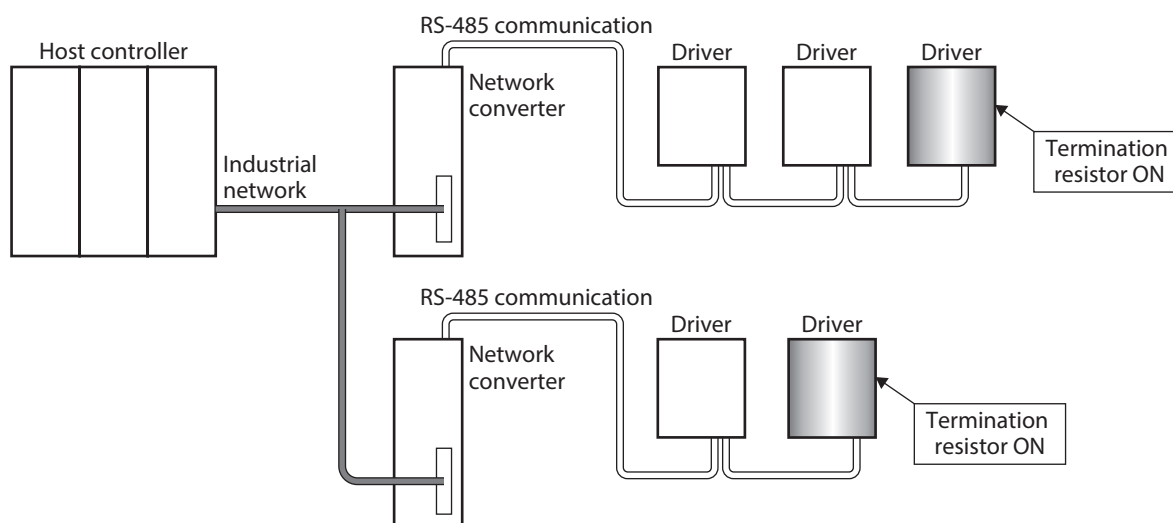 RS-485 communication
Host controller
Driver
Driver
Driver
Network
converter
Industrial
network
Termination
resistor ON
RS-485 communication
Driver
Driver
Network
converter
Termination
resistor ON